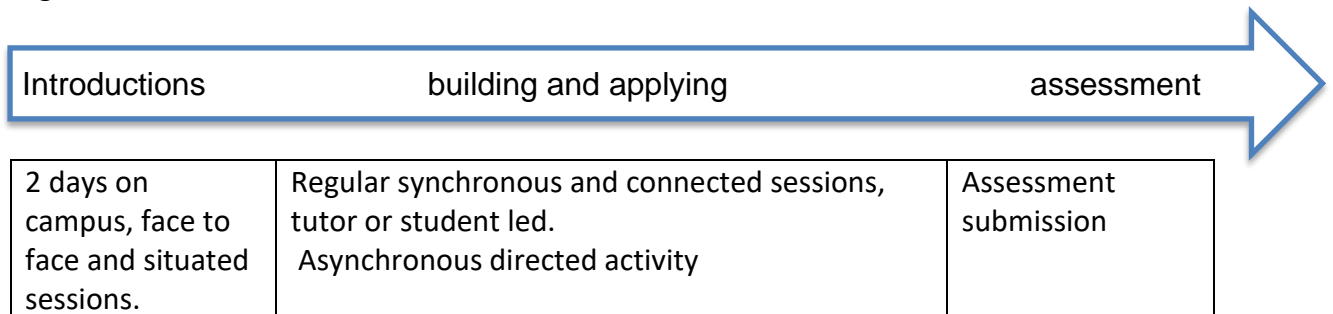 Introductions building and applying assessment
2 days on
campus, face to
face and situated
sessions.
Regular synchronous and connected sessions,
tutor or student led.
Asynchronous directed activity
Assessment
submission